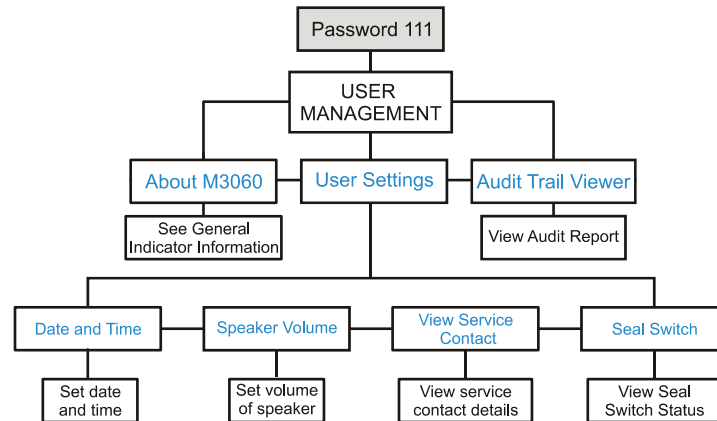 Password 111
USER
MANAGEMENT
About M3060
User Settings
Audit Trail Viewer
See General
Indicator Information
View Audit Report
Date and Time
Speaker Volume
View Service
Contact
Seal Switch
Set date
and time
Set volume
of speaker
View service
contact details
View Seal
Switch Status